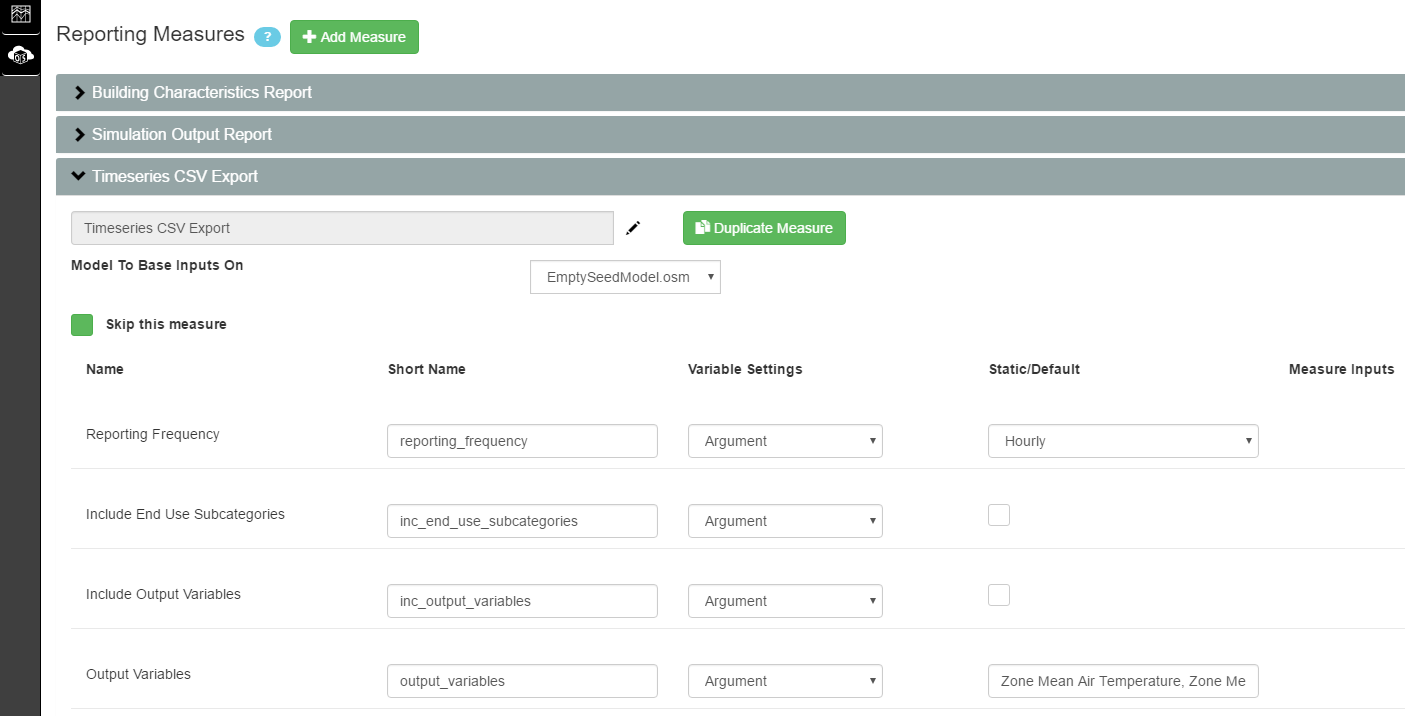 OS
Reporting Measures ? Add Measure
Building Characteristics Report
Simulation Output Report
Timeseries CSV Export
Timeseries CSV Export Duplicate Measure
Model To Base Inputs On EmptySeedModel.osm
Skip this measure
Name Short Name Variable Settings Static/Default Measure Inputs
Reporting Frequency reporting_frequency Argument Hourly
Include End Use Subcategories inc_end_use_subcategories Argument
Include Output Variables inc_output_variables Argument
Output Variables output_variables Argument Zone Mean Air Temperature, Zone Me